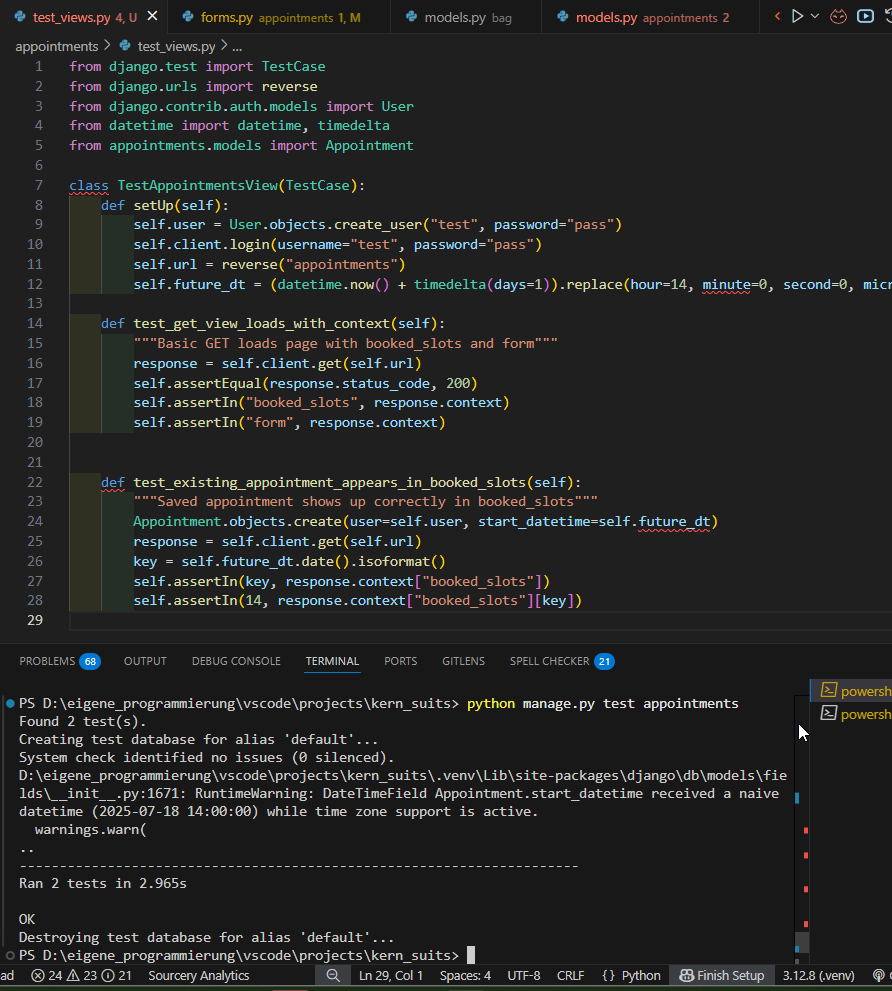 test_views.py 4, U
forms.py appointments 1, M
models.py bag
models.py appointments 2
appointments > test_views.py > ...
1 from django.test import TestCase
2 from django.urls import reverse
3 from django.contrib.auth.models import User
4 from datetime import datetime, timedelta
5 from appointments.models import Appointment
6
7 class TestAppointmentsView(TestCase):
8 def setUp(self):
9 self.user = User.objects.create_user("test", password="pass")
10 self.client.login(username="test", password="pass")
11 self.url = reverse("appointments")
12 self.future_dt = (datetime.now() + timedelta(days=1)).replace(hour=14, minute=0, second=0, micr
13
14 def test_get_view_loads_with_context(self):
15 """Basic GET loads page with booked_slots and form"""
16 response = self.client.get(self.url)
17 self.assertEqual(response.status_code, 200)
18 self.assertIn("booked_slots", response.context)
19 self.assertIn("form", response.context)
20
21
22 def test_existing_appointment_appears_in_booked_slots(self):
23 """Saved appointment shows up correctly in booked_slots"""
24 Appointment.objects.create(user=self.user, start_datetime=self.future_dt)
25 response = self.client.get(self.url)
26 key = self.future_dt.date().isoformat()
27 self.assertIn(key, response.context["booked_slots"])
28 self.assertIn(14, response.context["booked_slots"][key])
29
PROBLEMS 68 OUTPUT DEBUG CONSOLE TERMINAL PORTS GITLENS SPELL CHECKER 21
powersh
powersh
PS D:\eigene_programmierung\vscode\projects\kern_suits> python manage.py test appointments
Found 2 test(s).
Creating test database for alias 'default'...
System check identified no issues (0 silenced).
D:\eigene_programmierung\vscode\projects\kern_suits\.venv\Lib\site-packages\django\db\models\fie
lds\__init__.py:1671: RuntimeWarning: DateTimeField Appointment.start_datetime received a naive
datetime (2025-07-18 14:00:00) while time zone support is active.
warnings.warn(
..
----------------------------------------------------------------------
Ran 2 tests in 2.965s
OK
Destroying test database for alias 'default'...
PS D:\eigene_programmierung\vscode\projects\kern_suits>
ad 24 23 21 Sourcery Analytics Ln 29, Col 1 Spaces: 4 UTF-8 CRLF {} Python Finish Setup 3.12.8 (.venv)